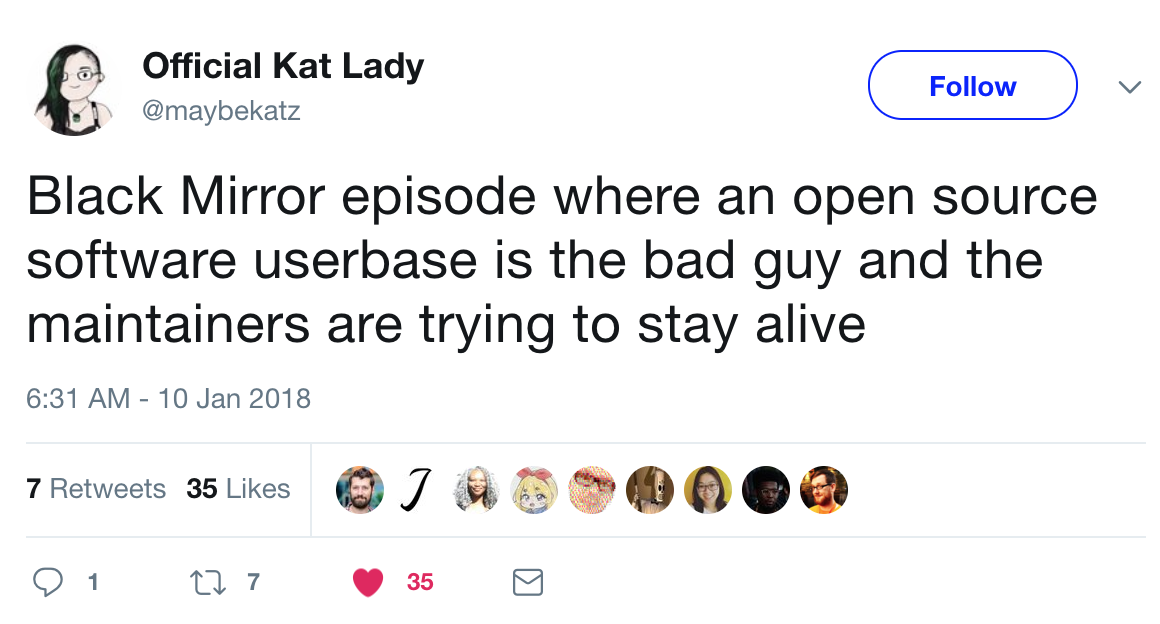 Official Kat Lady
@maybekatz
Follow
Black Mirror episode where an open source
software userbase is the bad guy and the
maintainers are trying to stay alive
6:31 AM - 10 Jan 2018
7 Retweets 35 Likes
1 7 35